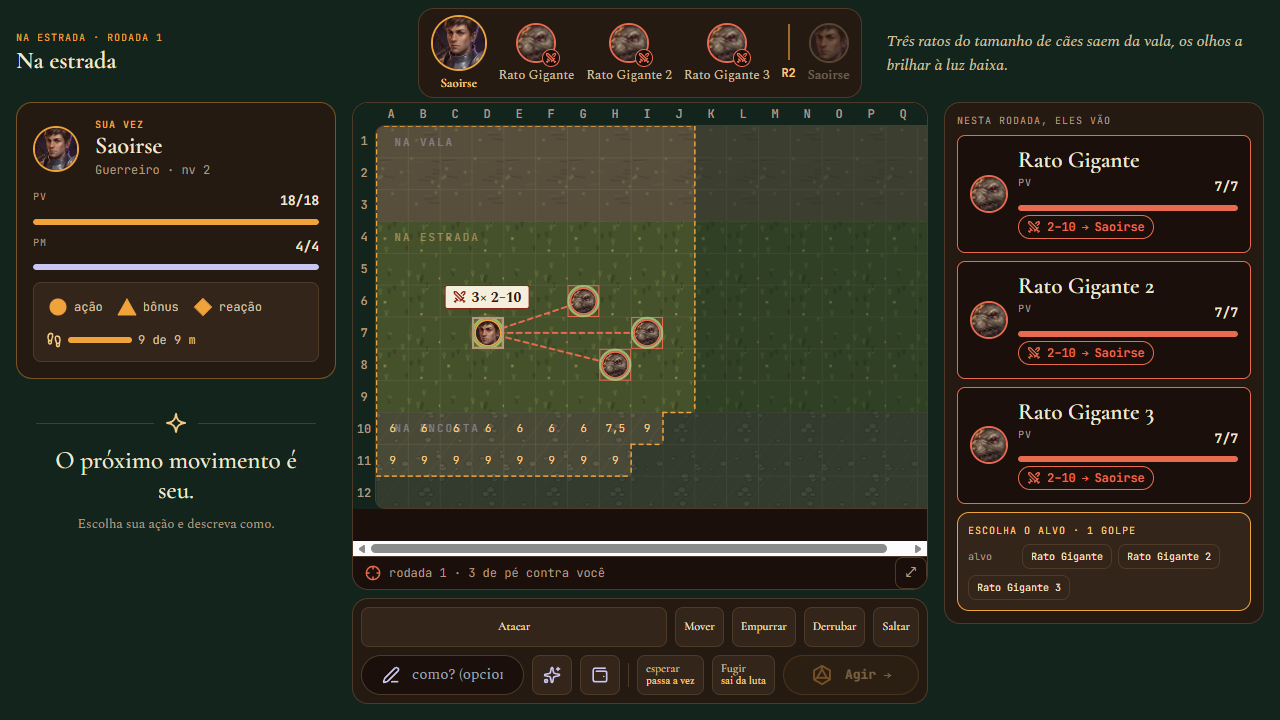 NA ESTRADA · RODADA 1
Na estrada
Saoirse
Rato Gigante
Rato Gigante 2
Rato Gigante 3
R2
Saoirse
Três ratos do tamanho de cães saem da vala, os olhos a
brilhar à luz baixa.
SUA VEZ
Saoirse
Guerreiro · nv 2
PV
18/18
PM
4/4
ação
bônus
reação
9 de 9 m
O próximo movimento é
seu.
Escolha sua ação e descreva como.
A B C D E F G H I J K L M N O P Q
1
NA VALA
2
3
4
NA ESTRADA
5
6
3× 2–10
7
8
9
10
NA ENCOSTA
6 6 6 6 6 6 6 7,5 9
11
9 9 9 9 9 9 9 9
12
rodada 1 · 3 de pé contra você
Atacar
Mover
Empurrar
Derrubar
Saltar
como? (opcio
esperar
passa a vez
Fugir
sai da luta
Agir →
NESTA RODADA, ELES VÃO
Rato Gigante
PV
7/7
2–10 → Saoirse
Rato Gigante 2
PV
7/7
2–10 → Saoirse
Rato Gigante 3
PV
7/7
2–10 → Saoirse
ESCOLHA O ALVO · 1 GOLPE
alvo
Rato Gigante
Rato Gigante 2
Rato Gigante 3